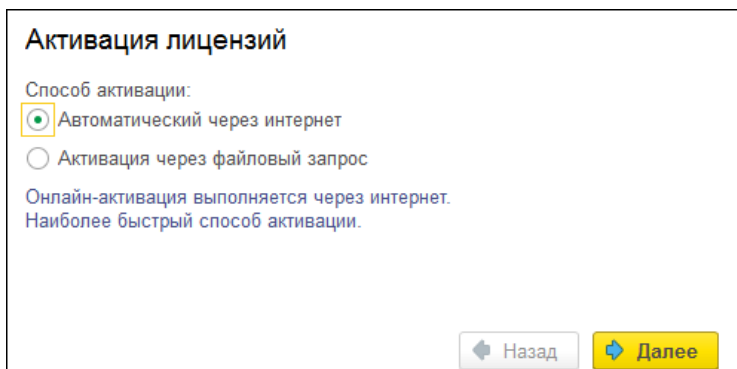 Активация лицензий
Способ активации:
Автоматический через интернет
Активация через файловый запрос
Онлайн-активация выполняется через интернет.
Наиболее быстрый способ активации.
Назад
Далее